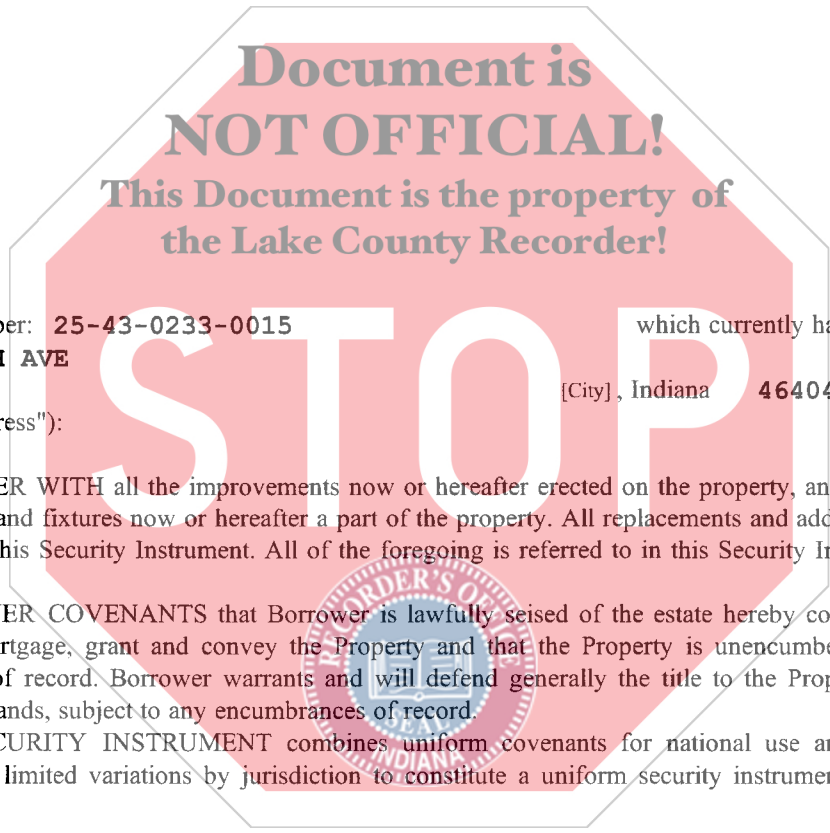 Document is
NOT OFFICIAL!
This Document is the property of
the Lake County Recorder!
STOP
ber: 25-43-0233-0015 which currently ha
H AVE
[City] , Indiana 46404
ress"):
ER WITH all the improvements now or hereafter erected on the property, an
and fixtures now or hereafter a part of the property. All replacements and add
his Security Instrument. All of the foregoing is referred to in this Security In
VER COVENANTS that Borrower is lawfully seised of the estate hereby co
rtgage, grant and convey the Property and that the Property is unencumbe
of record. Borrower warrants and will defend generally the title to the Prop
ands, subject to any encumbrances of record.
CURITY INSTRUMENT combines uniform covenants for national use an
limited variations by jurisdiction to constitute a uniform security instrumen
RECORDER'S OFFICE
SEAL
INDIANA